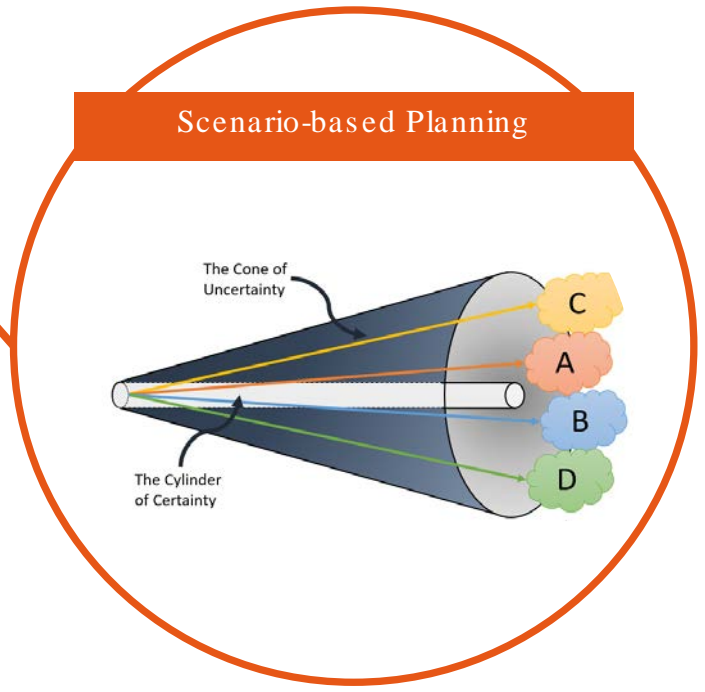 Scenario-based Planning
The Cone of
Uncertainty
C
A
B
D
The Cylinder
of Certainty